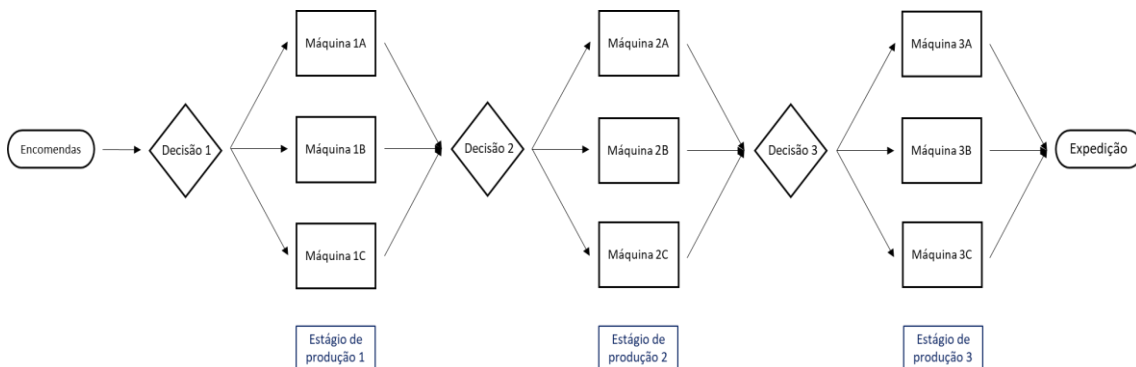 Encomendas
Decisão 1
Máquina 1A
Máquina 1B
Máquina 1C
Estágio de
produção 1
Decisão 2
Máquina 2A
Máquina 2B
Máquina 2C
Estágio de
produção 2
Decisão 3
Máquina 3A
Máquina 3B
Máquina 3C
Estágio de
produção 3
Expedição